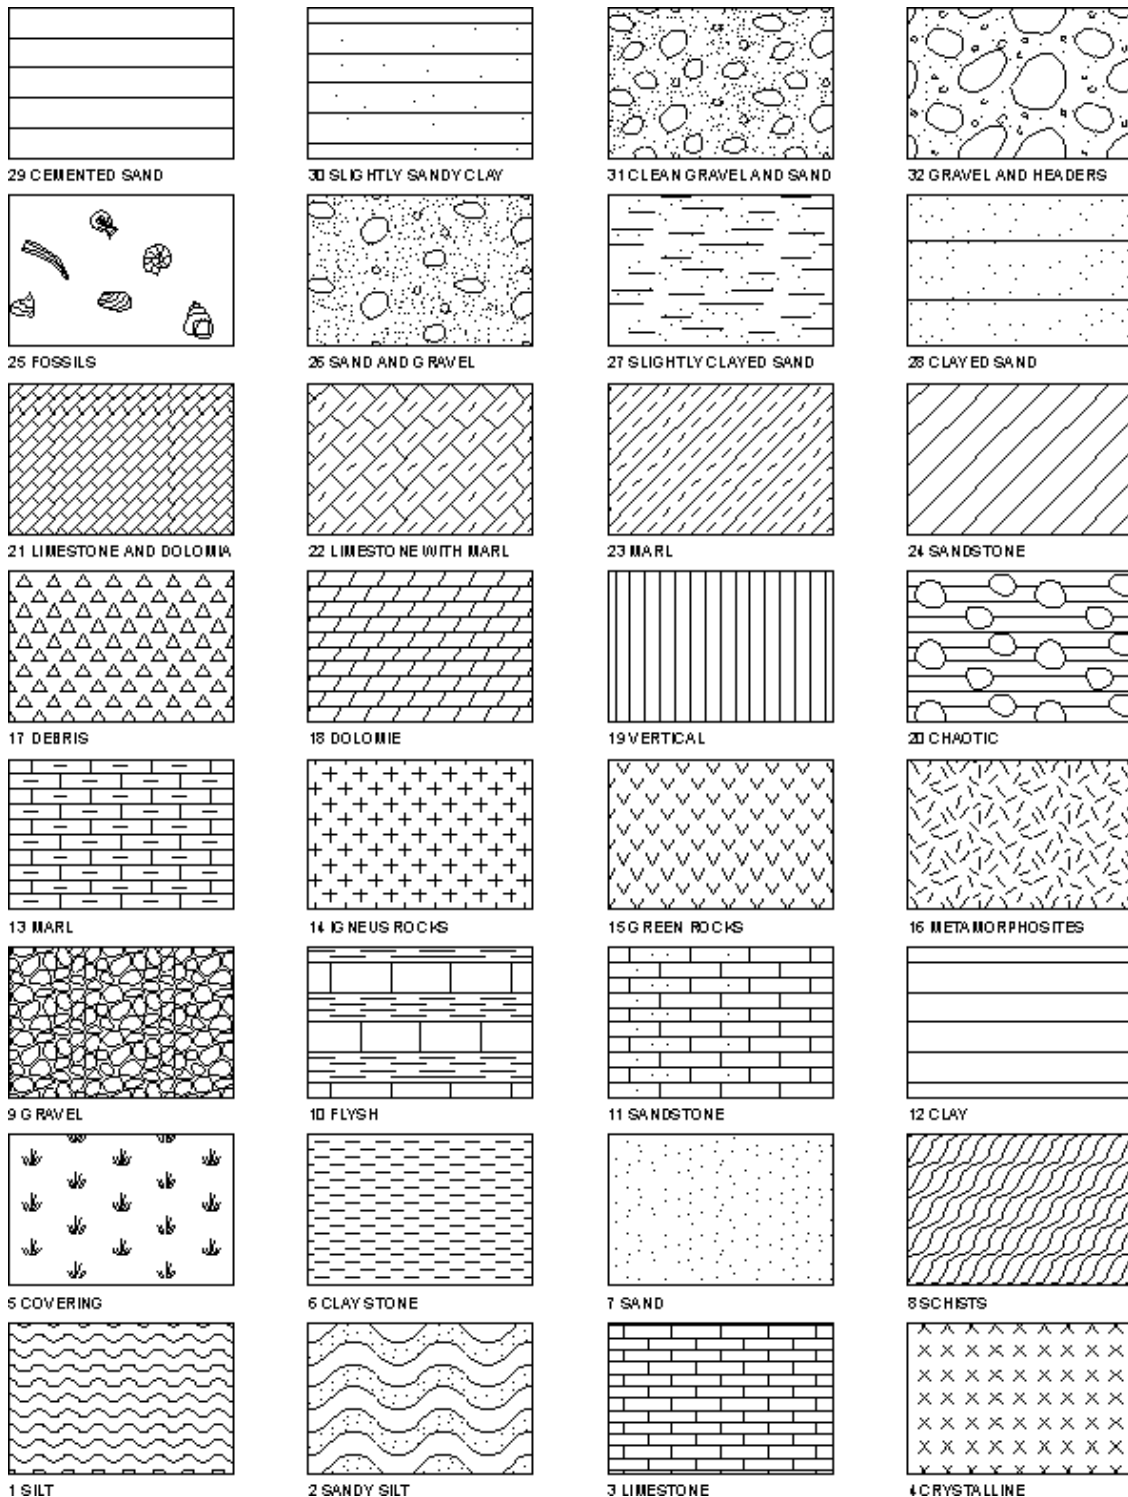 29 CEMENTED SAND
30 SLIGHTLY SANDY CLAY
31 CLEAN GRAVEL AND SAND
32 GRAVEL AND HEADERS
25 FOSSILS
26 SAND AND GRAVEL
27 SLIGHTLY CLAYED SAND
28 CLAYED SAND
21 LIMESTONE AND DOLOMIA
22 LIMESTONE WITH MARL
23 MARL
24 SANDSTONE
17 DEBRIS
18 DOLOMIE
19 VERTICAL
20 CHAOTIC
13 MARL
14 IGNEUS ROCKS
15 GREEN ROCKS
16 METAMORPHOSITES
9 GRAVEL
10 FLYSH
11 SANDSTONE
12 CLAY
5 COVERING
6 CLAYSTONE
7 SAND
8 SCHISTS
1 SILT
2 SANDY SILT
3 LIMESTONE
4 CRYSTALLINE